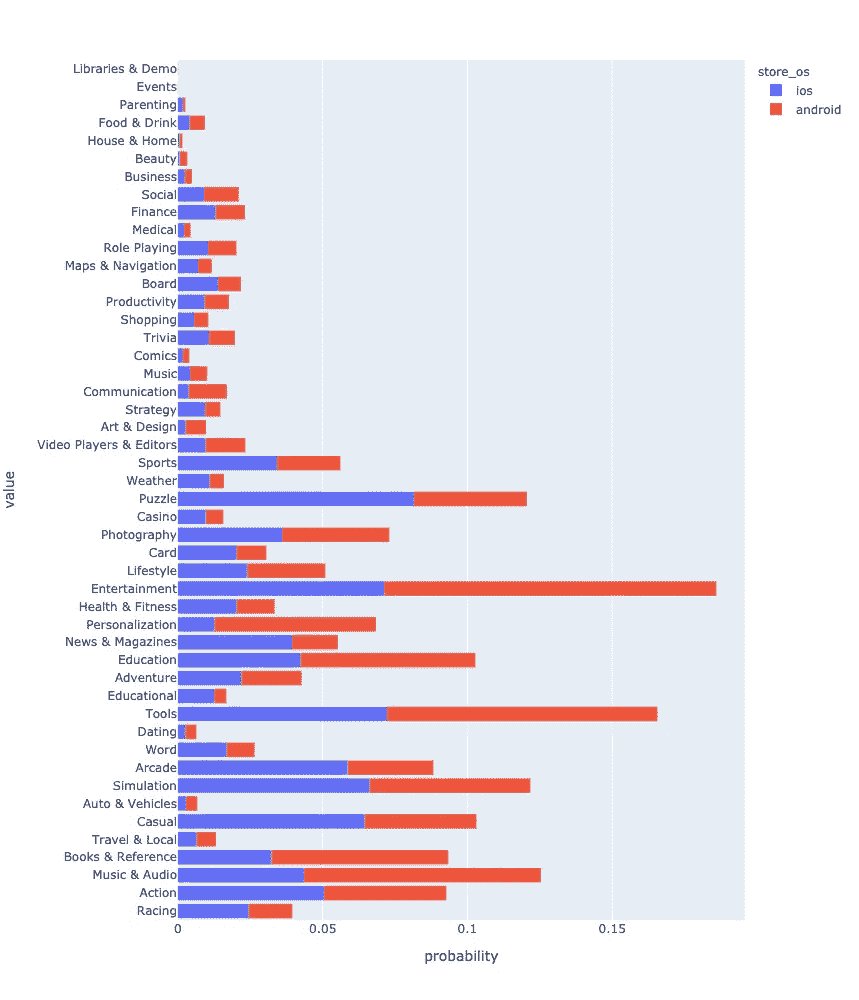 store_os
ios
android
value
Libraries & Demo
Events
Parenting
Food & Drink
House & Home
Beauty
Business
Social
Finance
Medical
Role Playing
Maps & Navigation
Board
Productivity
Shopping
Trivia
Comics
Music
Communication
Strategy
Art & Design
Video Players & Editors
Sports
Weather
Puzzle
Casino
Photography
Card
Lifestyle
Entertainment
Health & Fitness
Personalization
News & Magazines
Education
Adventure
Educational
Tools
Dating
Word
Arcade
Simulation
Auto & Vehicles
Casual
Travel & Local
Books & Reference
Music & Audio
Action
Racing
0 0.05 0.1 0.15
probability